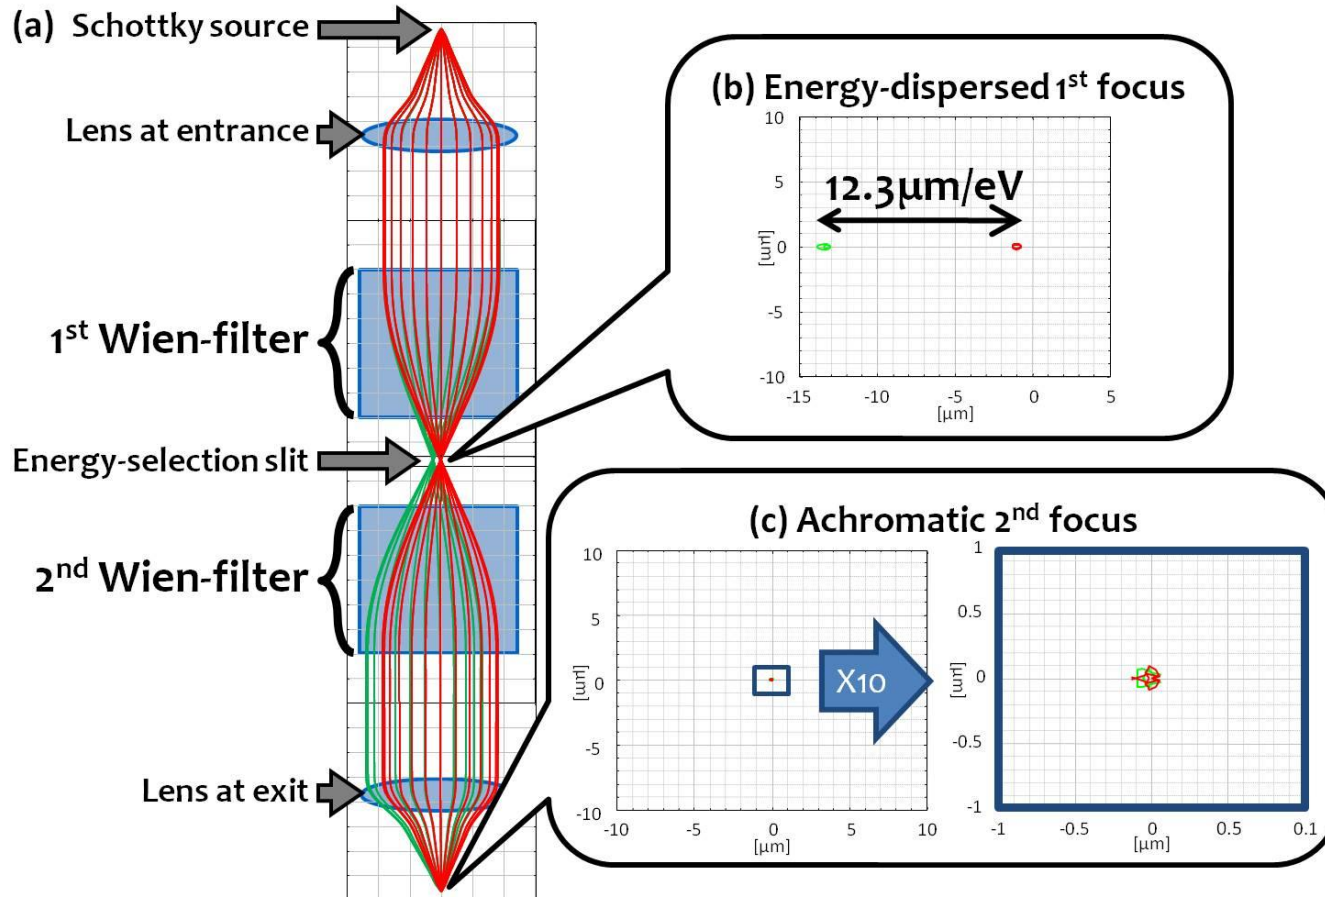 (a) Schottky source
Lens at entrance
1st Wien-filter
Energy-selection slit
2nd Wien-filter
Lens at exit
(b) Energy-dispersed 1st focus
10
5
0
-5
-10
[µm]
12.3µm/eV
-15 -10 -5 0 5
[µm]
(c) Achromatic 2nd focus
10
5
0
-5
-10
[µm]
-10 -5 0 5 10
[µm]
X10
1
0.5
0
-0.5
-1
[µm]
-1 -0.5 0 0.5 0.1
[µm]